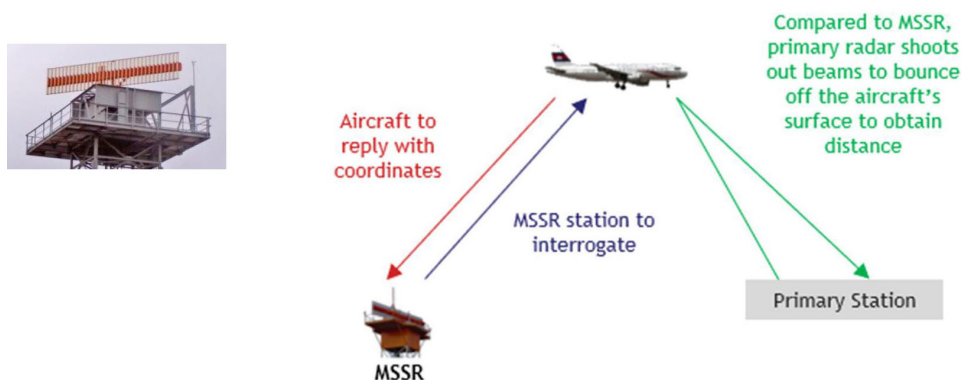 Compared to MSSR,
primary radar shoots
out beams to bounce
off the aircraft's
surface to obtain
distance
Aircraft to
reply with
coordinates
MSSR station to
interrogate
Primary Station
MSSR